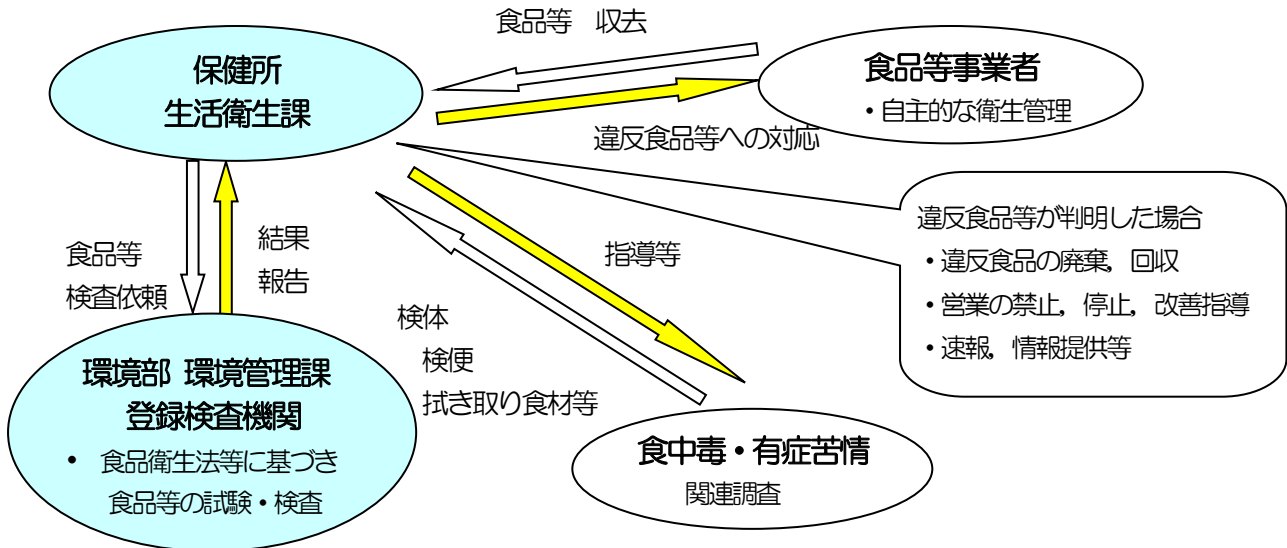 食品等　収去
保健所
生活衛生課
食品等事業者
・自主的な衛生管理
違反食品等への対応
食品等
検査依頼
結果
報告
指導等
違反食品等が判明した場合
・違反食品の廃棄，回収
・営業の禁止，停止，改善指導
・速報，情報提供等
検体
検便
拭き取り食材等
環境部 環境管理課
登録検査機関
• 食品衛生法等に基づき
食品等の試験・検査
食中毒・有症苦情
関連調査